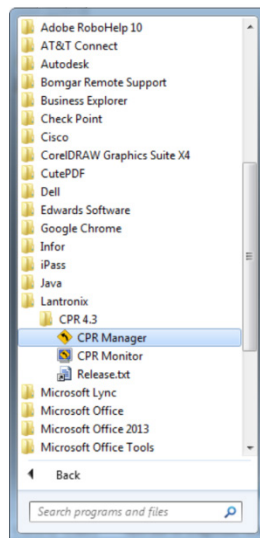 Adobe RoboHelp 10
AT&T Connect
Autodesk
Bomgar Remote Support
Business Explorer
Check Point
Cisco
CorelDRAW Graphics Suite X4
CutePDF
Dell
Edwards Software
Google Chrome
Infor
iPass
Java
Lantronix
CPR 4.3
CPR Manager
CPR Monitor
Release.txt
Microsoft Lync
Microsoft Office
Microsoft Office 2013
Microsoft Office Tools
Back
Search programs and files